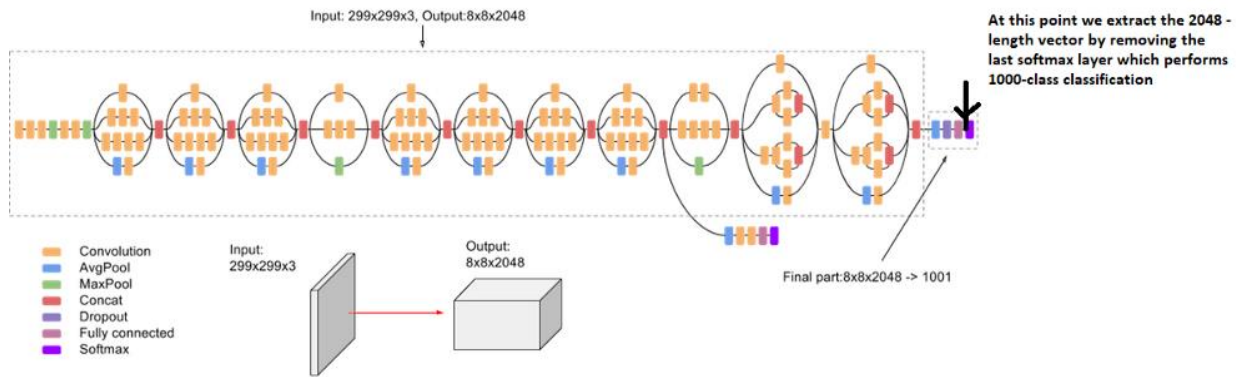 Input: 299x299x3, Output:8x8x2048
At this point we extract the 2048 -
length vector by removing the
last softmax layer which performs
1000-class classification
Convolution
AvgPool
MaxPool
Concat
Dropout
Fully connected
Softmax
Input:
299x299x3
Output:
8x8x2048
Final part:8x8x2048 -> 1001